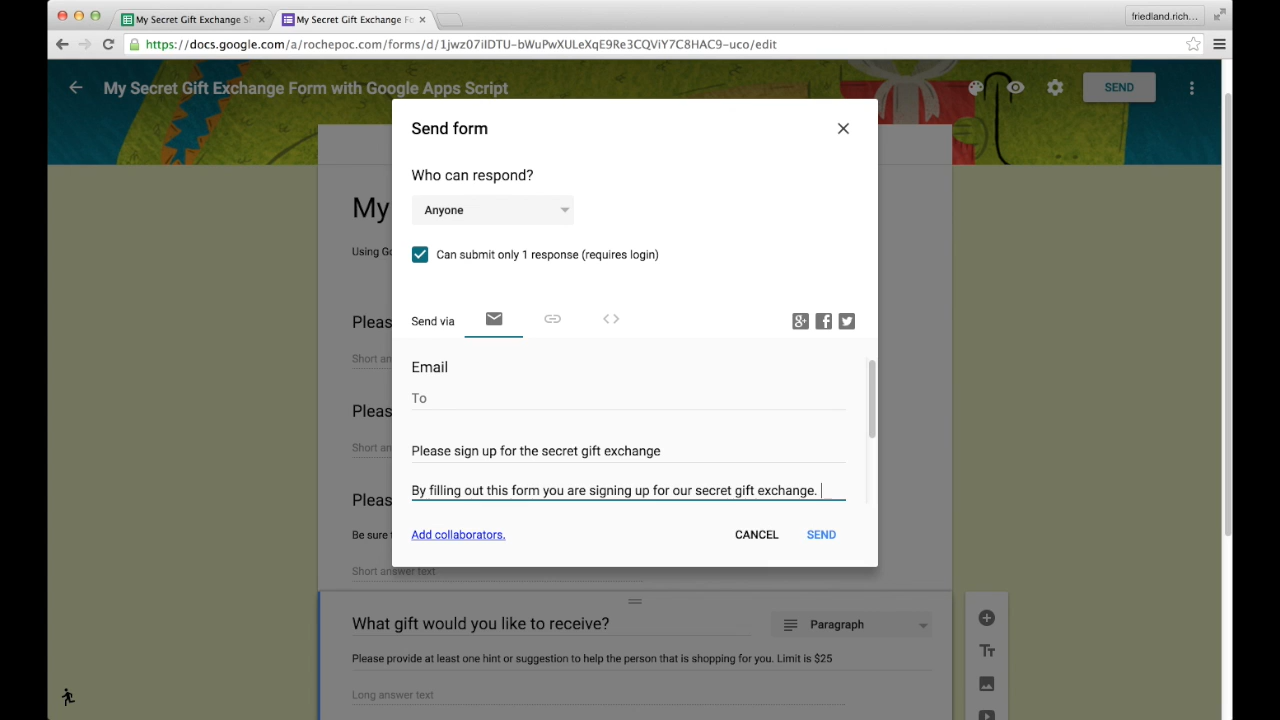 My Secret Gift Exchange S
My Secret Gift Exchange Fo
friedland.rich...
https://docs.google.com/a/rochepoc.com/forms/d/1jwz07iIDTU-bWuPwXULeXqE9Re3CQViY7C8HAC9-uco/edit
My Secret Gift Exchange Form with Google Apps Script
SEND
Send form
Who can respond?
Anyone
My
Using Go
Can submit only 1 response (requires login)
Send via
Pleas
Short an
Email
To
Pleas
Short an
Please sign up for the secret gift exchange
By filling out this form you are signing up for our secret gift exchange.
Pleas
Be sure t
Add collaborators.
CANCEL
SEND
Short answer text
What gift would you like to receive?
Paragraph
Please provide at least one hint or suggestion to help the person that is shopping for you. Limit is $25
Long answer text